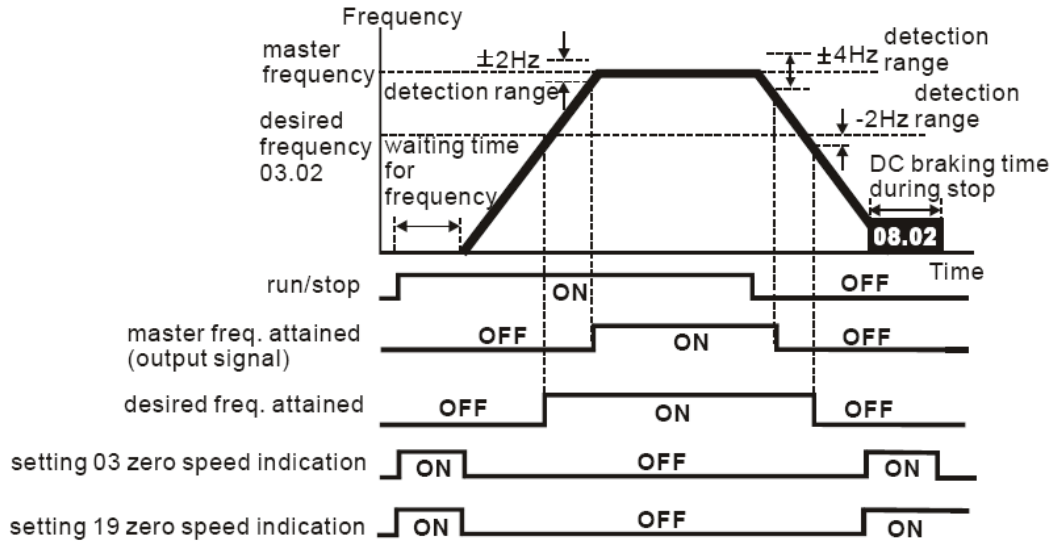 Frequency
master
frequency
±2Hz
detection range
±4Hz
detection
range
desired
frequency
03.02
waiting time
for
frequency
detection
range
-2Hz
DC braking time
during stop
08.02
Time
run/stop
ON
OFF
master freq. attained
(output signal)
OFF
ON
OFF
desired freq. attained
OFF
ON
OFF
setting 03 zero speed indication
ON
OFF
ON
setting 19 zero speed indication
ON
OFF
ON